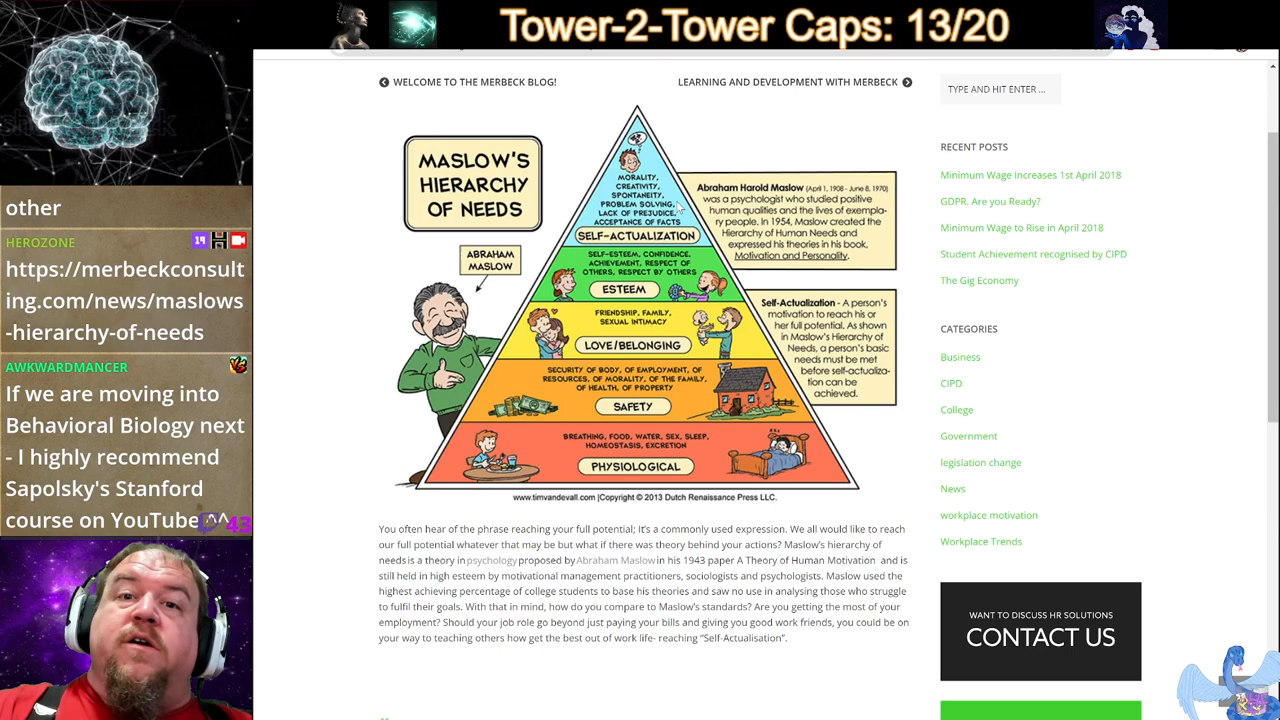 Tower-2-Tower Caps: 13/20
other
HEROZONE
14
https://merbeckconsult
ing.com/news/maslows
-hierarchy-of-needs
AWKWARDMANCER
If we are moving into
Behavioral Biology next
- I highly recommend
Sapolsky's Stanford
course on YouTube ^^
43
WELCOME TO THE MERBECK BLOG!
LEARNING AND DEVELOPMENT WITH MERBECK
MASLOW'S
HIERARCHY
OF NEEDS
ABRAHAM
MASLOW
MORALITY,
CREATIVITY,
SPONTANEITY,
PROBLEM SOLVING,
LACK OF PREJUDICE,
ACCEPTANCE OF FACTS
SELF-ACTUALIZATION
SELF-ESTEEM, CONFIDENCE,
ACHIEVEMENT, RESPECT OF
OTHERS, RESPECT BY OTHERS
ESTEEM
FRIENDSHIP, FAMILY,
SEXUAL INTIMACY
LOVE/BELONGING
SECURITY OF BODY, OF EMPLOYMENT, OF
RESOURCES, OF MORALITY, OF THE FAMILY,
OF HEALTH, OF PROPERTY
SAFETY
BREATHING, FOOD, WATER, SEX, SLEEP,
HOMEOSTASIS, EXCRETION
PHYSIOLOGICAL
Abraham Harold Maslow (April 1, 1908 - June 8, 1970)
was a psychologist who studied positive
human qualities and the lives of exempla-
ry people. In 1954, Maslow created the
Hierarchy of Human Needs and
expressed his theories in his book,
Motivation and Personality.
Self-Actualization - A person's
motivation to reach his or
her full potential. As shown
in Maslow's Hierarchy of
Needs, a person's basic
needs must be met
before self-actualiza-
tion can be
achieved.
www.timvandevall.com | Copyright © 2013 Dutch Renaissance Press LLC.
You often hear of the phrase reaching your full potential; it's a commonly used expression. We all would like to reach
our full potential whatever that may be but what if there was theory behind your actions? Maslow's hierarchy of
needs is a theory in psychology proposed by Abraham Maslow in his 1943 paper A Theory of Human Motivation and is
still held in high esteem by motivational management practitioners, sociologists and psychologists. Maslow used the
highest achieving percentage of college students to base his theories and saw no use in analysing those who struggle
to fulfil their goals. With that in mind, how do you compare to Maslow's standards? Are you getting the most of your
employment? Should your job role go beyond just paying your bills and giving you good work friends, you could be on
your way to teaching others how get the best out of work life- reaching "Self-Actualisation".
TYPE AND HIT ENTER ...
RECENT POSTS
Minimum Wage Increases 1st April 2018
GDPR. Are you Ready?
Minimum Wage to Rise in April 2018
Student Achievement recognised by CIPD
The Gig Economy
CATEGORIES
Business
CIPD
College
Government
legislation change
News
workplace motivation
Workplace Trends
WANT TO DISCUSS HR SOLUTIONS
CONTACT US